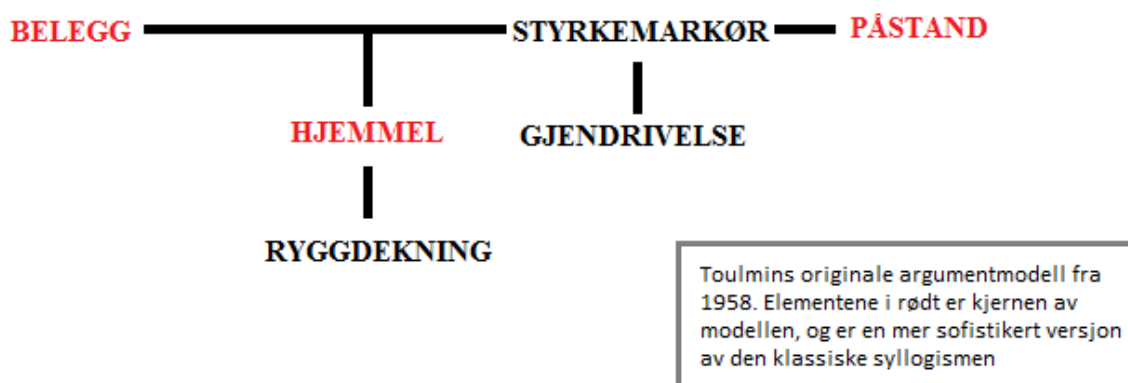 BELEGG STYRKEMARKØR PÅSTAND
HJEMMEL GJENDRIVELSE
RYGGDEKNING
Toulmins originale argumentmodell fra
1958. Elementene i rødt er kjernen av
modellen, og er en mer sofistikert versjon
av den klassiske syllogismen